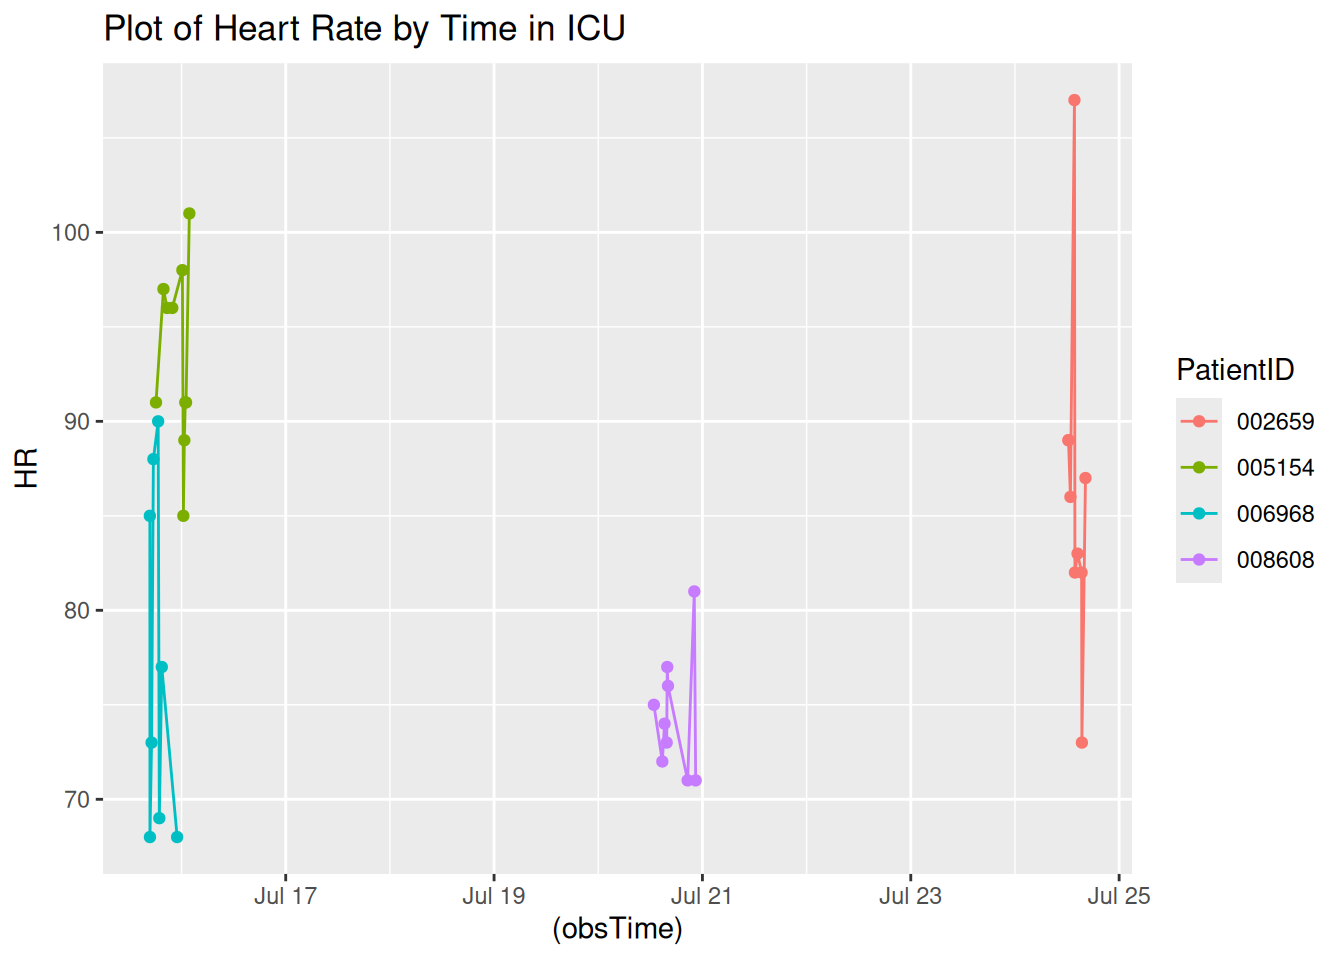 Plot of Heart Rate by Time in ICU
HR
100
90
80
70
Jul 17 Jul 19 Jul 21 Jul 23 Jul 25
(obsTime)
PatientID
002659
005154
006968
008608